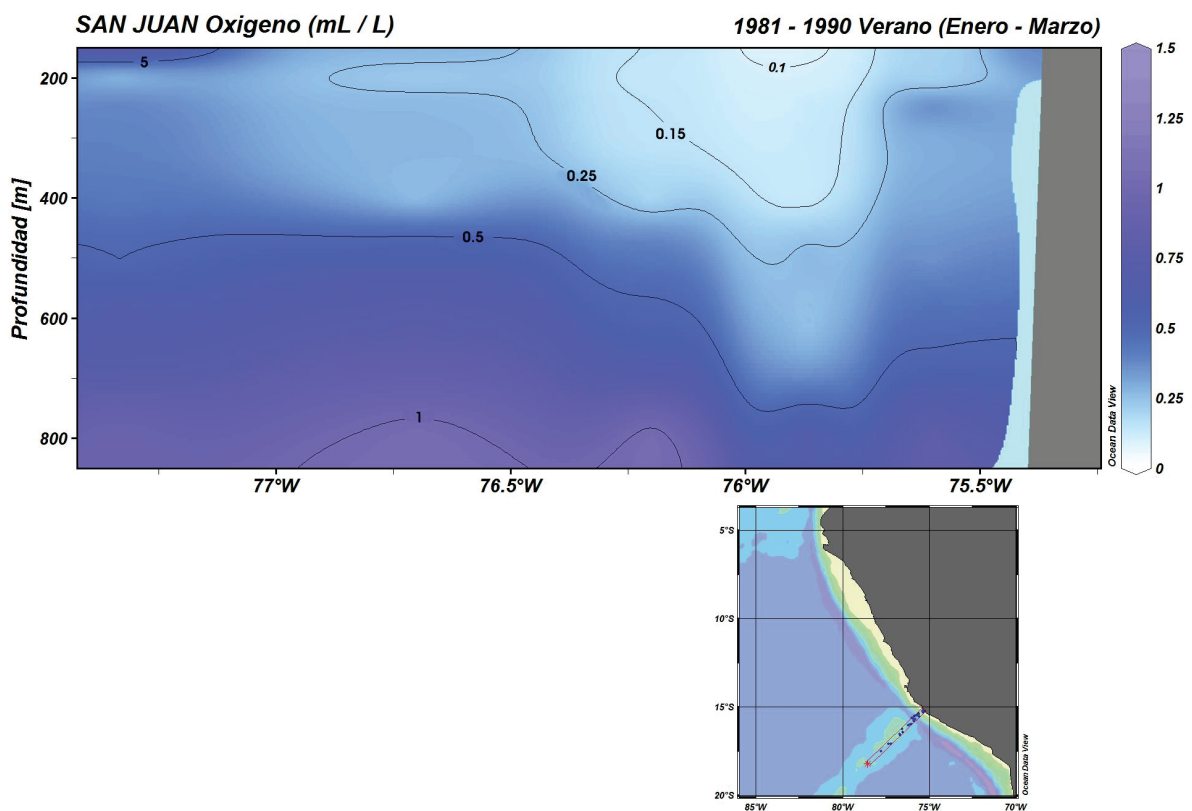 SAN JUAN Oxigeno (mL / L)
1981 - 1990 Verano (Enero - Marzo)
Profundidad [m]
200
400
600
800
5
0.1
0.15
0.25
0.5
1
77°W
76.5°W
76°W
75.5°W
Ocean Data View
1.5
1.25
1
0.75
0.5
0.25
0
5°S
10°S
15°S
20°S
85°W
80°W
75°W
70°W
Ocean Data View